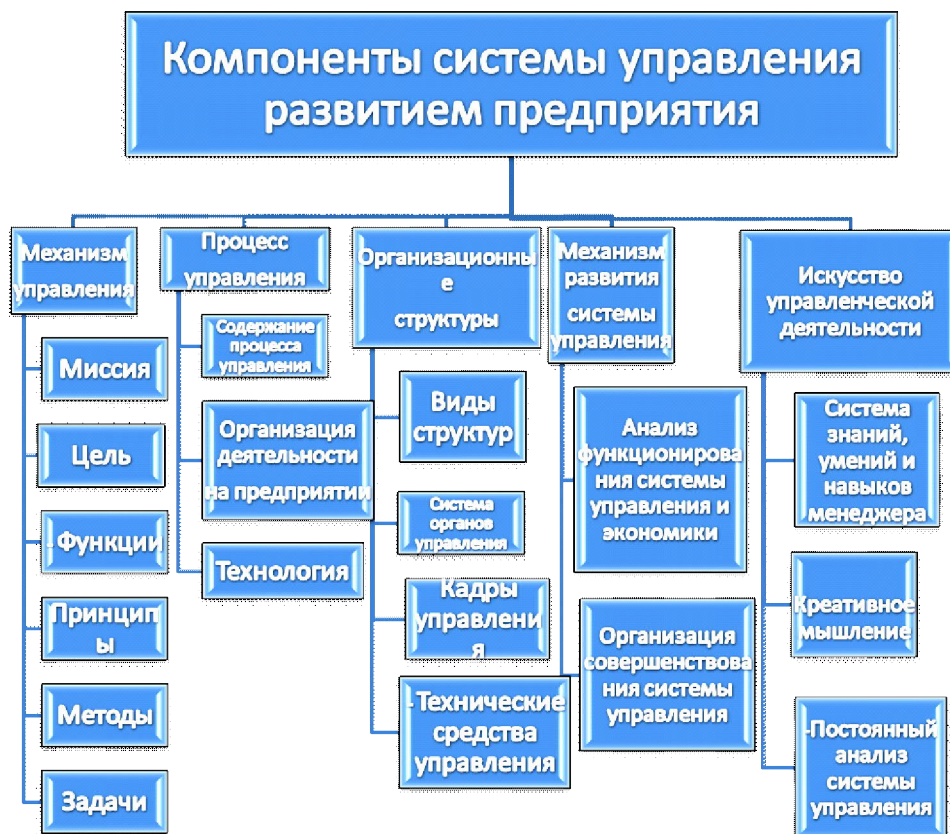 Компоненты системы управления
развитием предприятия
Механизм
управления
Миссия
Цель
- Функции
Принцип
ы
Методы
Задачи
Процесс
управления
Содержание
процесса
управления
Организация
деятельности
на предприятии
Технология
Организационны
е
структуры
Виды
структур
Система
органов
управления
Кадры
управлени
я
- Технические
средства
управления
Механизм
развития
системы
управления
Анализ
функционирова
ния системы
управления и
экономики
Организация
совершенствова
ния системы
управления
Искусство
управленческой
деятельности
Система
знаний,
умений и
навыков
менеджера
Креативное
мышление
-Постоянный
анализ
системы
управления